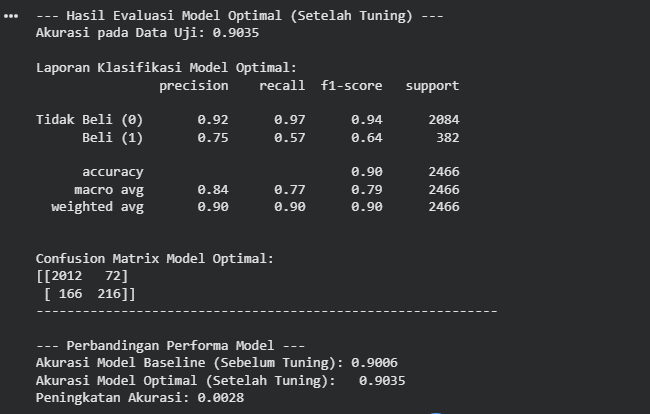 --- Hasil Evaluasi Model Optimal (Setelah Tuning) ---
Akurasi pada Data Uji: 0.9035
Laporan Klasifikasi Model Optimal:
precision recall f1-score support
Tidak Beli (0) 0.92 0.97 0.94 2084
Beli (1) 0.75 0.57 0.64 382
accuracy 0.90 2466
macro avg 0.84 0.77 0.79 2466
weighted avg 0.90 0.90 0.90 2466
Confusion Matrix Model Optimal:
[[2012 72]
[ 166 216]]
------------------------------------------------------------
--- Perbandingan Performa Model ---
Akurasi Model Baseline (Sebelum Tuning): 0.9006
Akurasi Model Optimal (Setelah Tuning): 0.9035
Peningkatan Akurasi: 0.0028